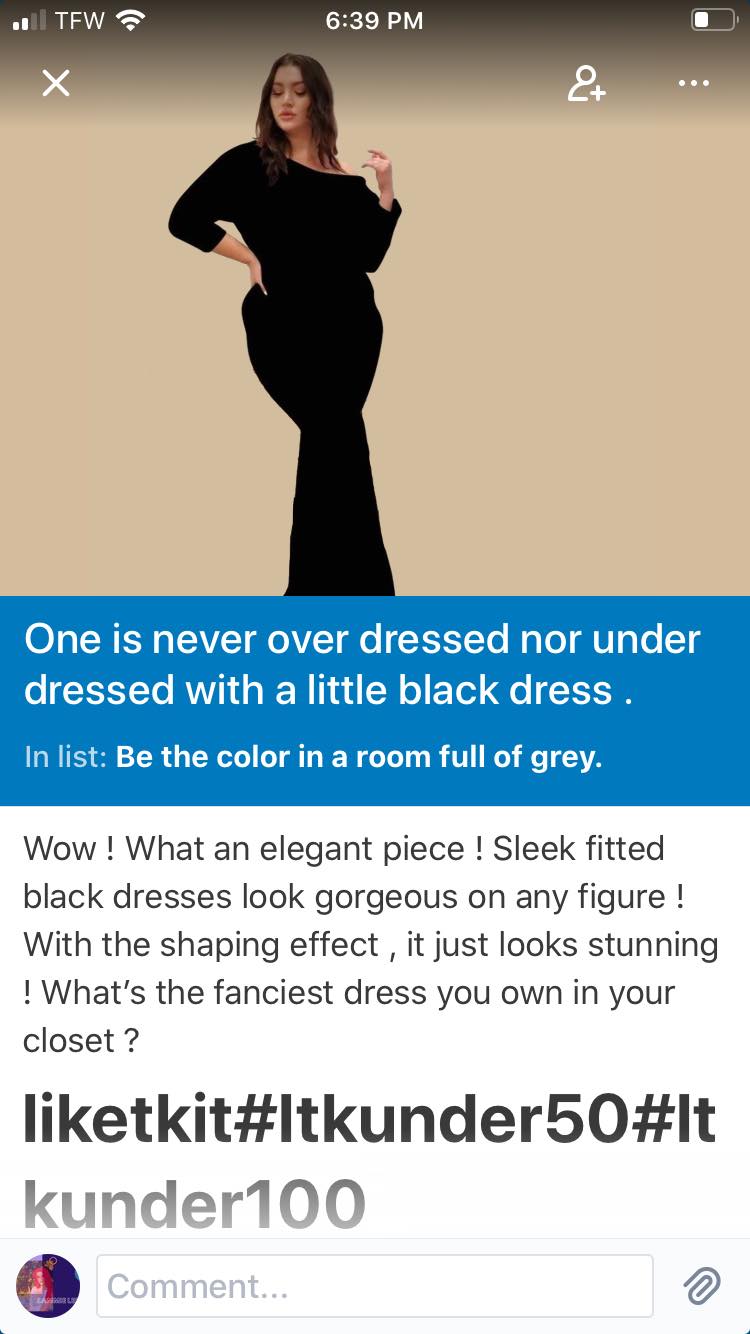 TFW 6:39 PM
One is never over dressed nor under
dressed with a little black dress .
In list: Be the color in a room full of grey.
Wow ! What an elegant piece ! Sleek fitted
black dresses look gorgeous on any figure !
With the shaping effect , it just looks stunning
! What’s the fanciest dress you own in your
closet ?
liketkit#ltkunder50#lt
kunder100
Comment...